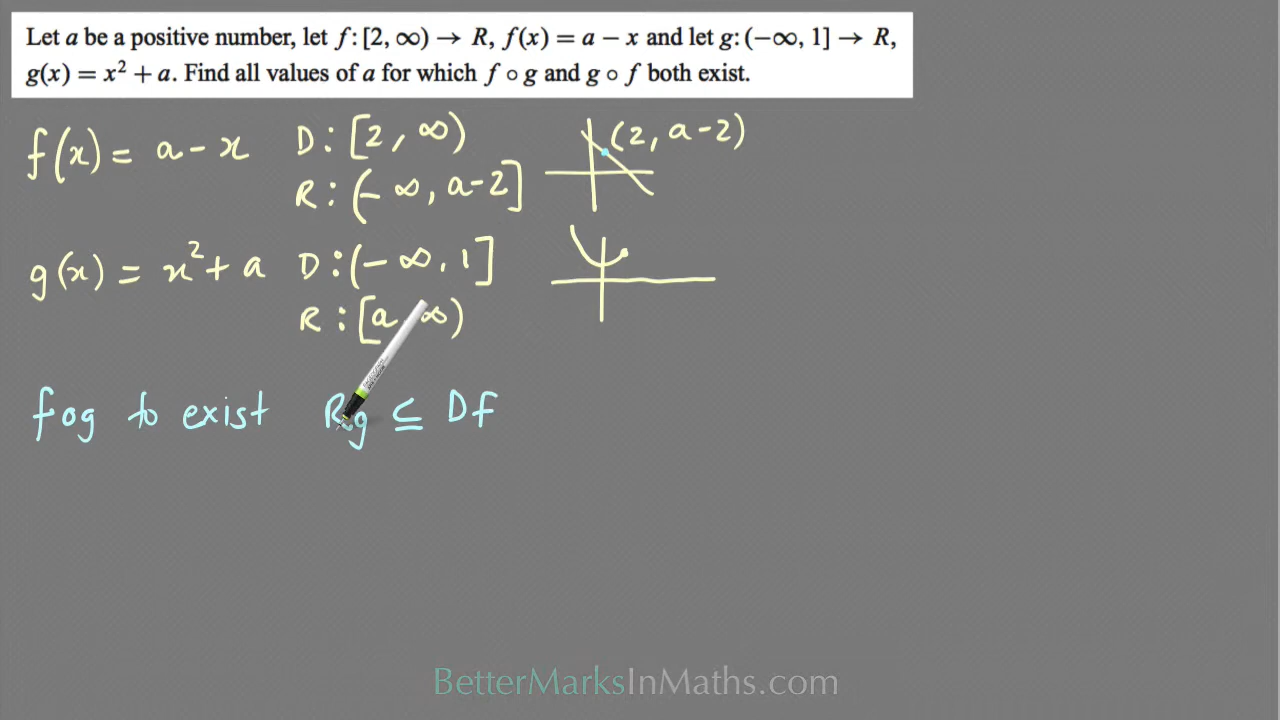 Let a be a positive number, let f: [2, ∞) → R, f(x) = a − x and let g: (−∞, 1] → R,
g(x) = x² + a. Find all values of a for which f ∘ g and g ∘ f both exist.
f(x) = a − x D: [2, ∞) (2, a−2)
R: (−∞, a−2]
g(x) = x² + a D: (−∞, 1]
R: [a, ∞)
fog to exist Rg ⊆ Df
BetterMarksInMaths.com